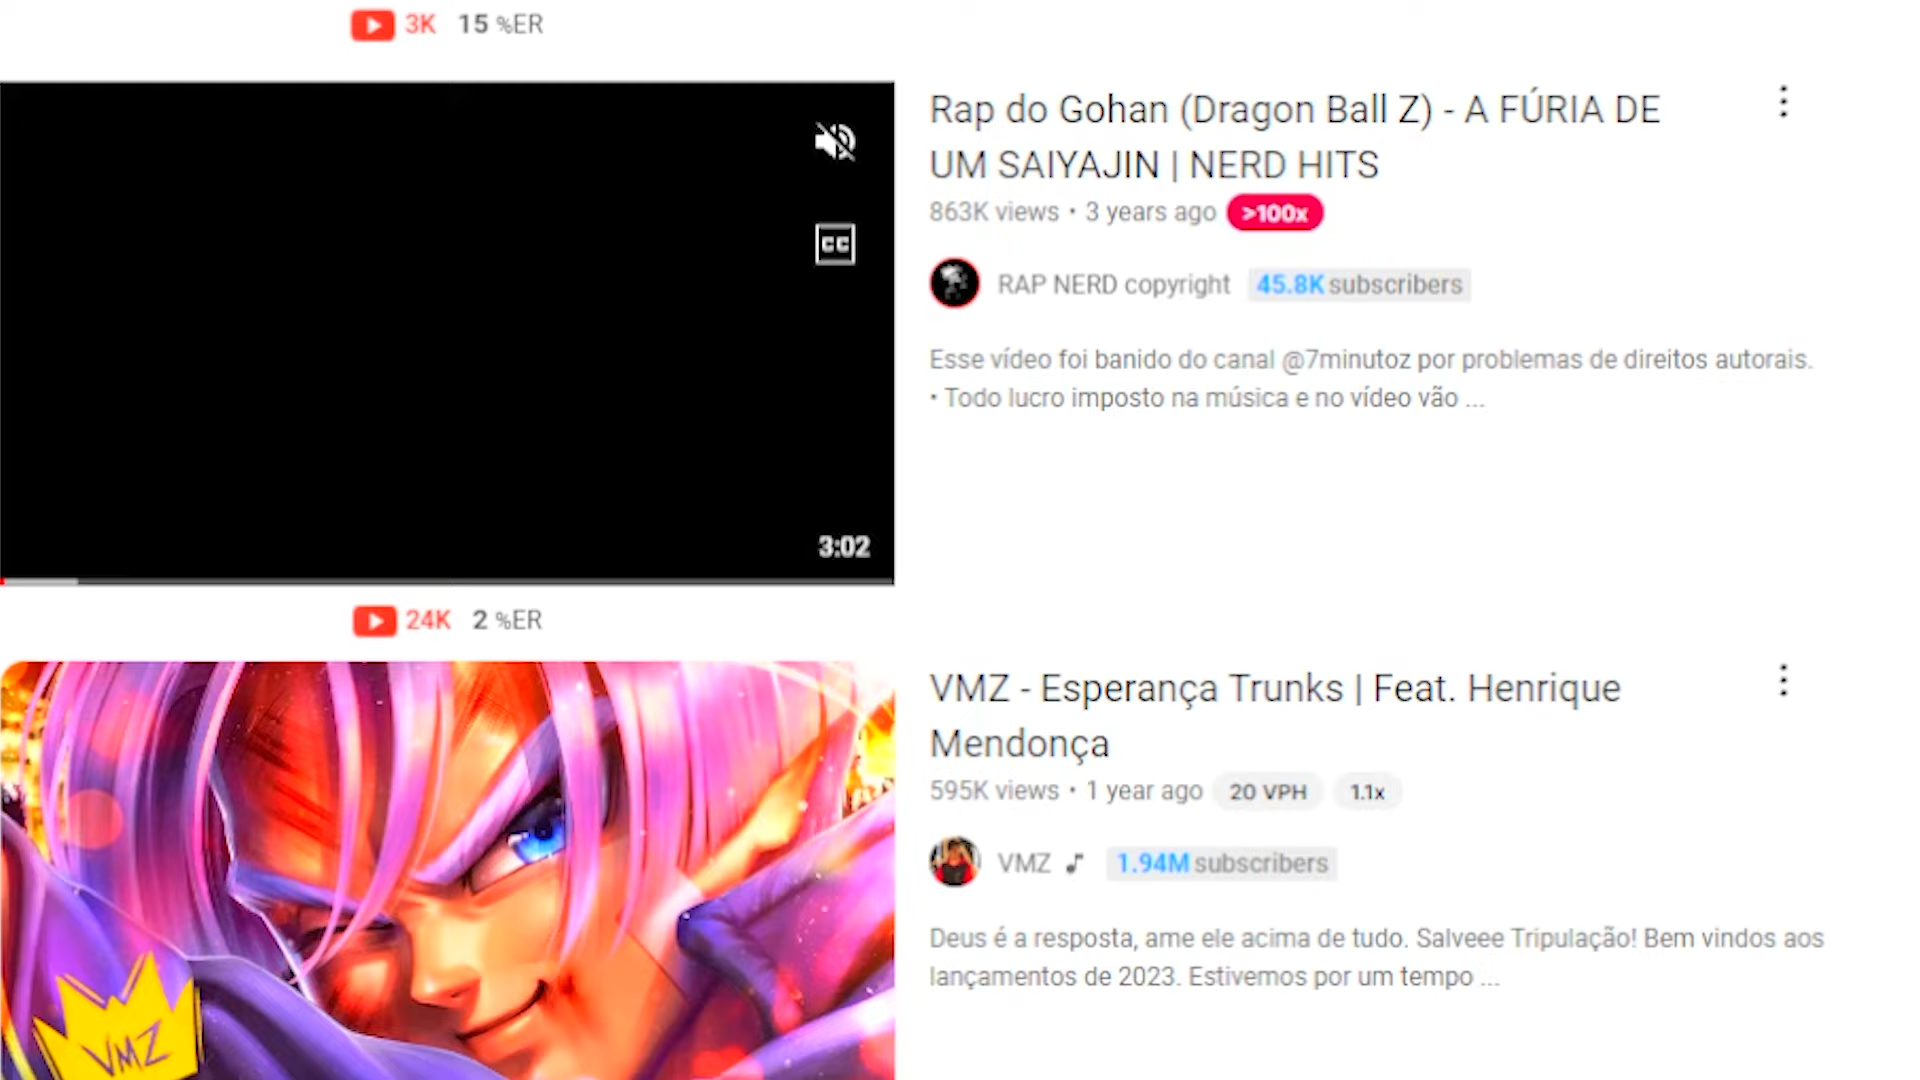 3K 15 %ER
Rap do Gohan (Dragon Ball Z) - A FÚRIA DE
UM SAIYAJIN | NERD HITS
863K views • 3 years ago >100x
CC
RAP NERD copyright 45.8K subscribers
Esse vídeo foi banido do canal @7minutoz por problemas de direitos autorais.
• Todo lucro imposto na música e no vídeo vão ...
3:02
24K 2 %ER
VMZ - Esperança Trunks | Feat. Henrique
Mendonça
595K views • 1 year ago 20 VPH 1.1x
VMZ 1.94M subscribers
Deus é a resposta, ame ele acima de tudo. Salveee Tripulação! Bem vindos aos
lançamentos de 2023. Estivemos por um tempo ...
VMZ